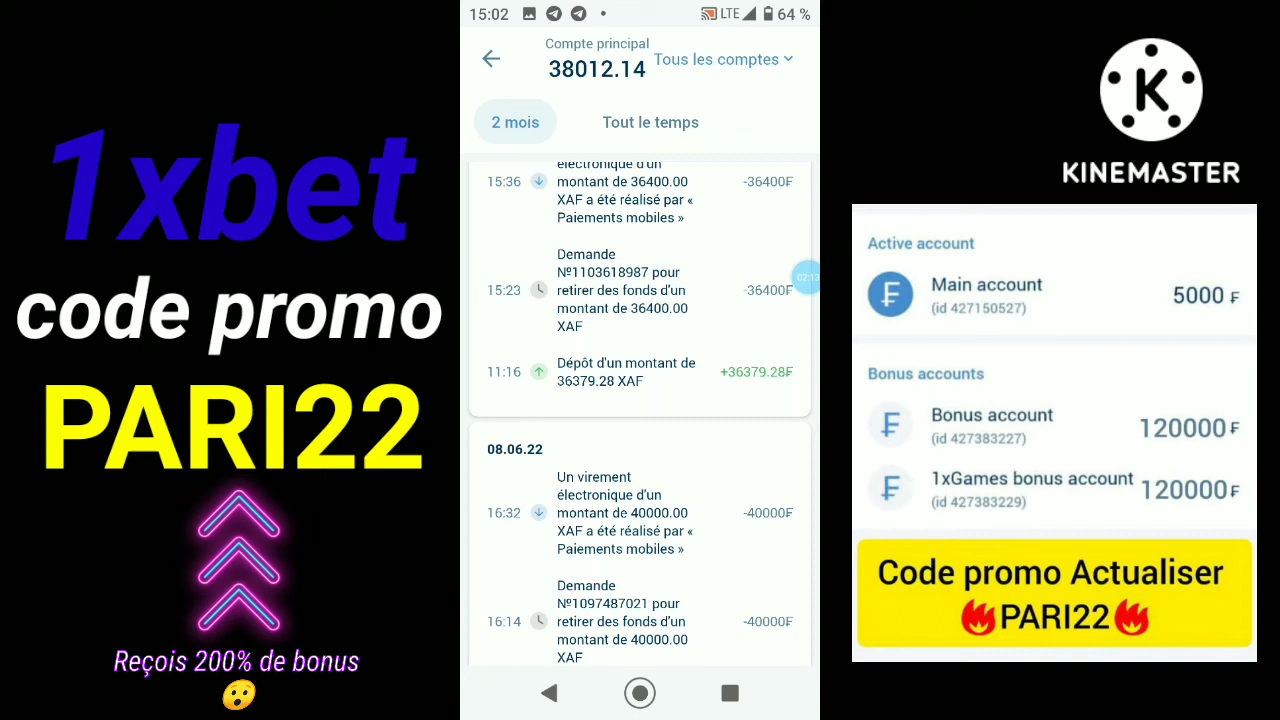 1xbet
code promo
PARI22
Reçois 200% de bonus
😯
15:02
LTE
64 %
Compte principal
38012.14
Tous les comptes
2 mois
Tout le temps
électronique d'un
15:36
montant de 36400.00
-36400₣
XAF a été réalisé par «
Paiements mobiles »
Demande
№1103618987 pour
15:23
retirer des fonds d'un
-36400₣
02:13
montant de 36400.00
XAF
11:16
Dépôt d'un montant de
36379.28 XAF
+36379.28₣
08.06.22
Un virement
électronique d'un
16:32
montant de 40000.00
-40000₣
XAF a été réalisé par «
Paiements mobiles »
Demande
№1097487021 pour
16:14
retirer des fonds d'un
-40000₣
montant de 40000.00
XAF
K
KINEMASTER
Active account
Main account
(id 427150527)
5000 ₣
Bonus accounts
Bonus account
(id 427383227)
120000 ₣
1xGames bonus account
(id 427383229)
120000 ₣
Code promo Actualiser
🔥PARI22🔥